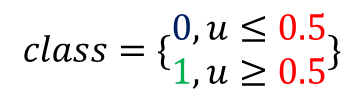 class = {0, u ≤ 0.5
1, u ≥ 0.5}